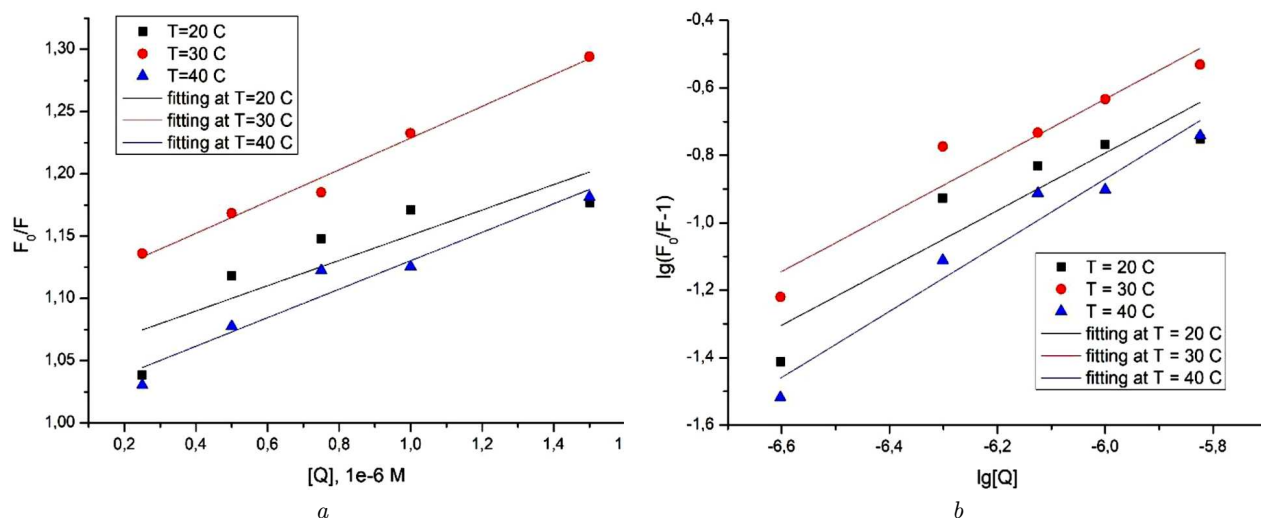 T=20 C
T=30 C
T=40 C
fitting at T=20 C
fitting at T=30 C
fitting at T=40 C
1,30
1,25
1,20
1,15
1,10
1,05
1,00
F₀/F
0,2 0,4 0,6 0,8 1,0 1,2 1,4 1
[Q], 1e-6 M
a
-0,4
-0,6
-0,8
-1,0
-1,2
-1,4
-1,6
lg(F₀/F-1)
T = 20 C
T = 30 C
T = 40 C
fitting at T = 20 C
fitting at T = 30 C
fitting at T = 40 C
-6,6 -6,4 -6,2 -6,0 -5,8
lg[Q]
b